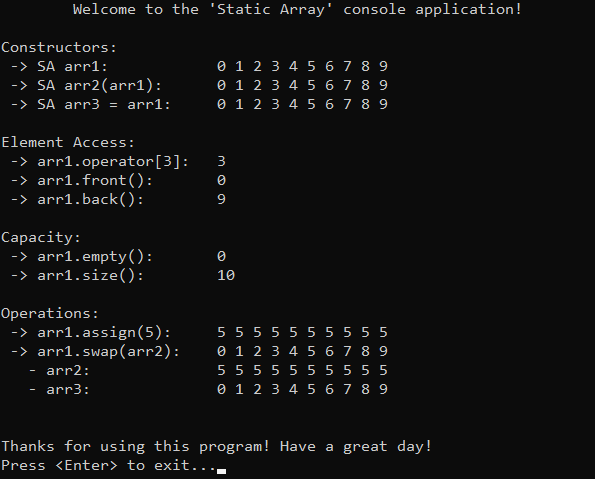 Welcome to the 'Static Array' console application!
Constructors:
-> SA arr1: 0 1 2 3 4 5 6 7 8 9
-> SA arr2(arr1): 0 1 2 3 4 5 6 7 8 9
-> SA arr3 = arr1: 0 1 2 3 4 5 6 7 8 9
Element Access:
-> arr1.operator[3]: 3
-> arr1.front(): 0
-> arr1.back(): 9
Capacity:
-> arr1.empty(): 0
-> arr1.size(): 10
Operations:
-> arr1.assign(5): 5 5 5 5 5 5 5 5 5 5
-> arr1.swap(arr2): 0 1 2 3 4 5 6 7 8 9
- arr2: 5 5 5 5 5 5 5 5 5 5
- arr3: 0 1 2 3 4 5 6 7 8 9
Thanks for using this program! Have a great day!
Press <Enter> to exit...